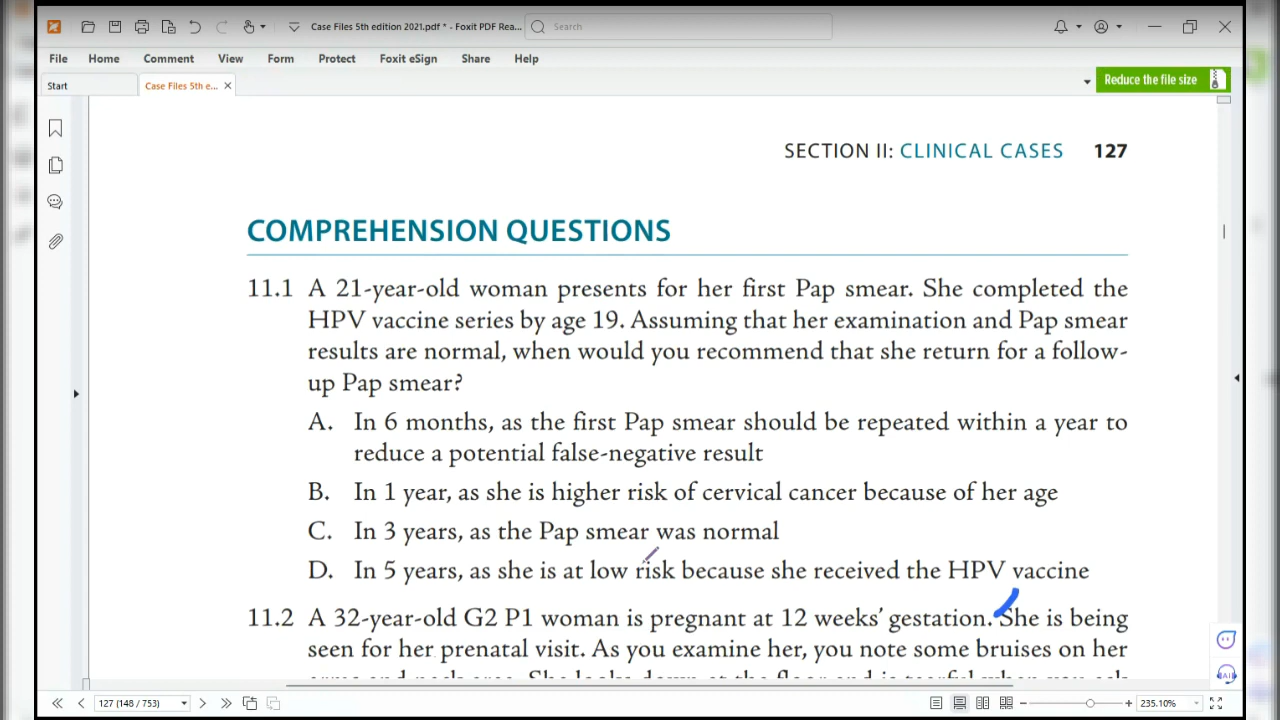 Case Files 5th edition 2021.pdf * - Foxit PDF Rea...
Search
File Home Comment View Form Protect Foxit eSign Share Help
Start
Case Files 5th e...
Reduce the file size
SECTION II: CLINICAL CASES 127
COMPREHENSION QUESTIONS
11.1 A 21-year-old woman presents for her first Pap smear. She completed the
HPV vaccine series by age 19. Assuming that her examination and Pap smear
results are normal, when would you recommend that she return for a follow-
up Pap smear?
A. In 6 months, as the first Pap smear should be repeated within a year to
reduce a potential false-negative result
B. In 1 year, as she is higher risk of cervical cancer because of her age
C. In 3 years, as the Pap smear was normal
D. In 5 years, as she is at low risk because she received the HPV vaccine
11.2 A 32-year-old G2 P1 woman is pregnant at 12 weeks' gestation. She is being
seen for her prenatal visit. As you examine her, you note some bruises on her
127 (148 / 753)
235.10%